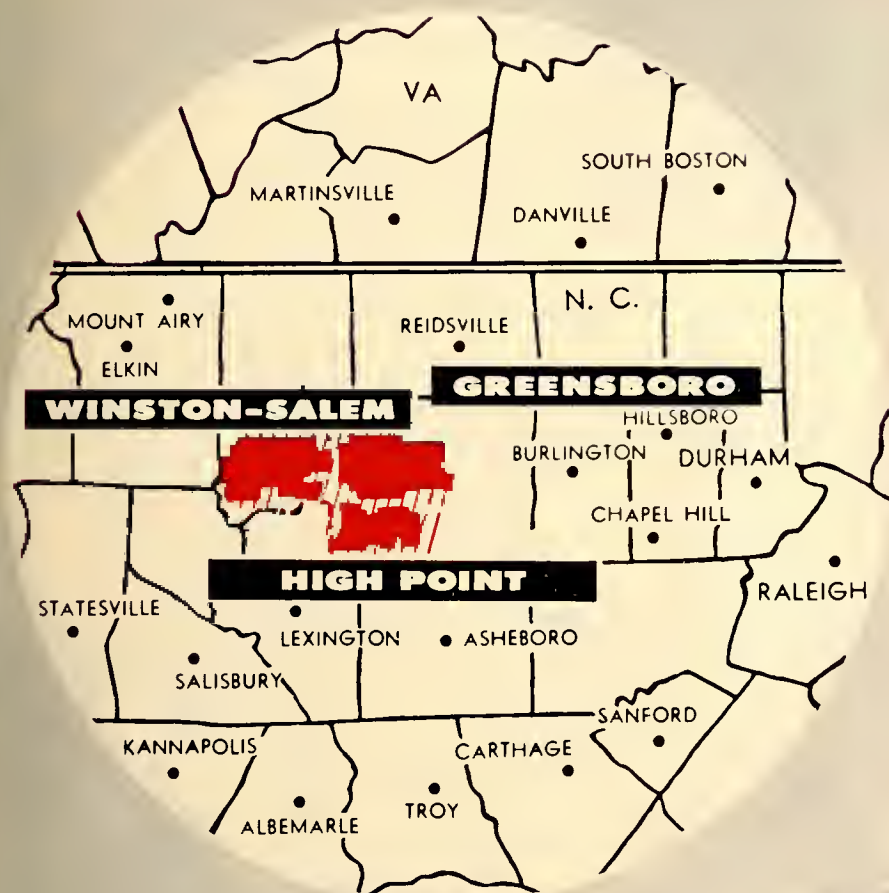 VA
SOUTH BOSTON
MARTINSVILLE
DANVILLE
N. C.
MOUNT AIRY
REIDSVILLE
ELKIN
GREENSBORO
WINSTON-SALEM
HILLSBORO
BURLINGTON
DURHAM
CHAPEL HILL
HIGH POINT
RALEIGH
STATESVILLE
LEXINGTON
ASHEBORO
SALISBURY
SANFORD
KANNAPOLIS
CARTHAGE
TROY
ALBEMARLE